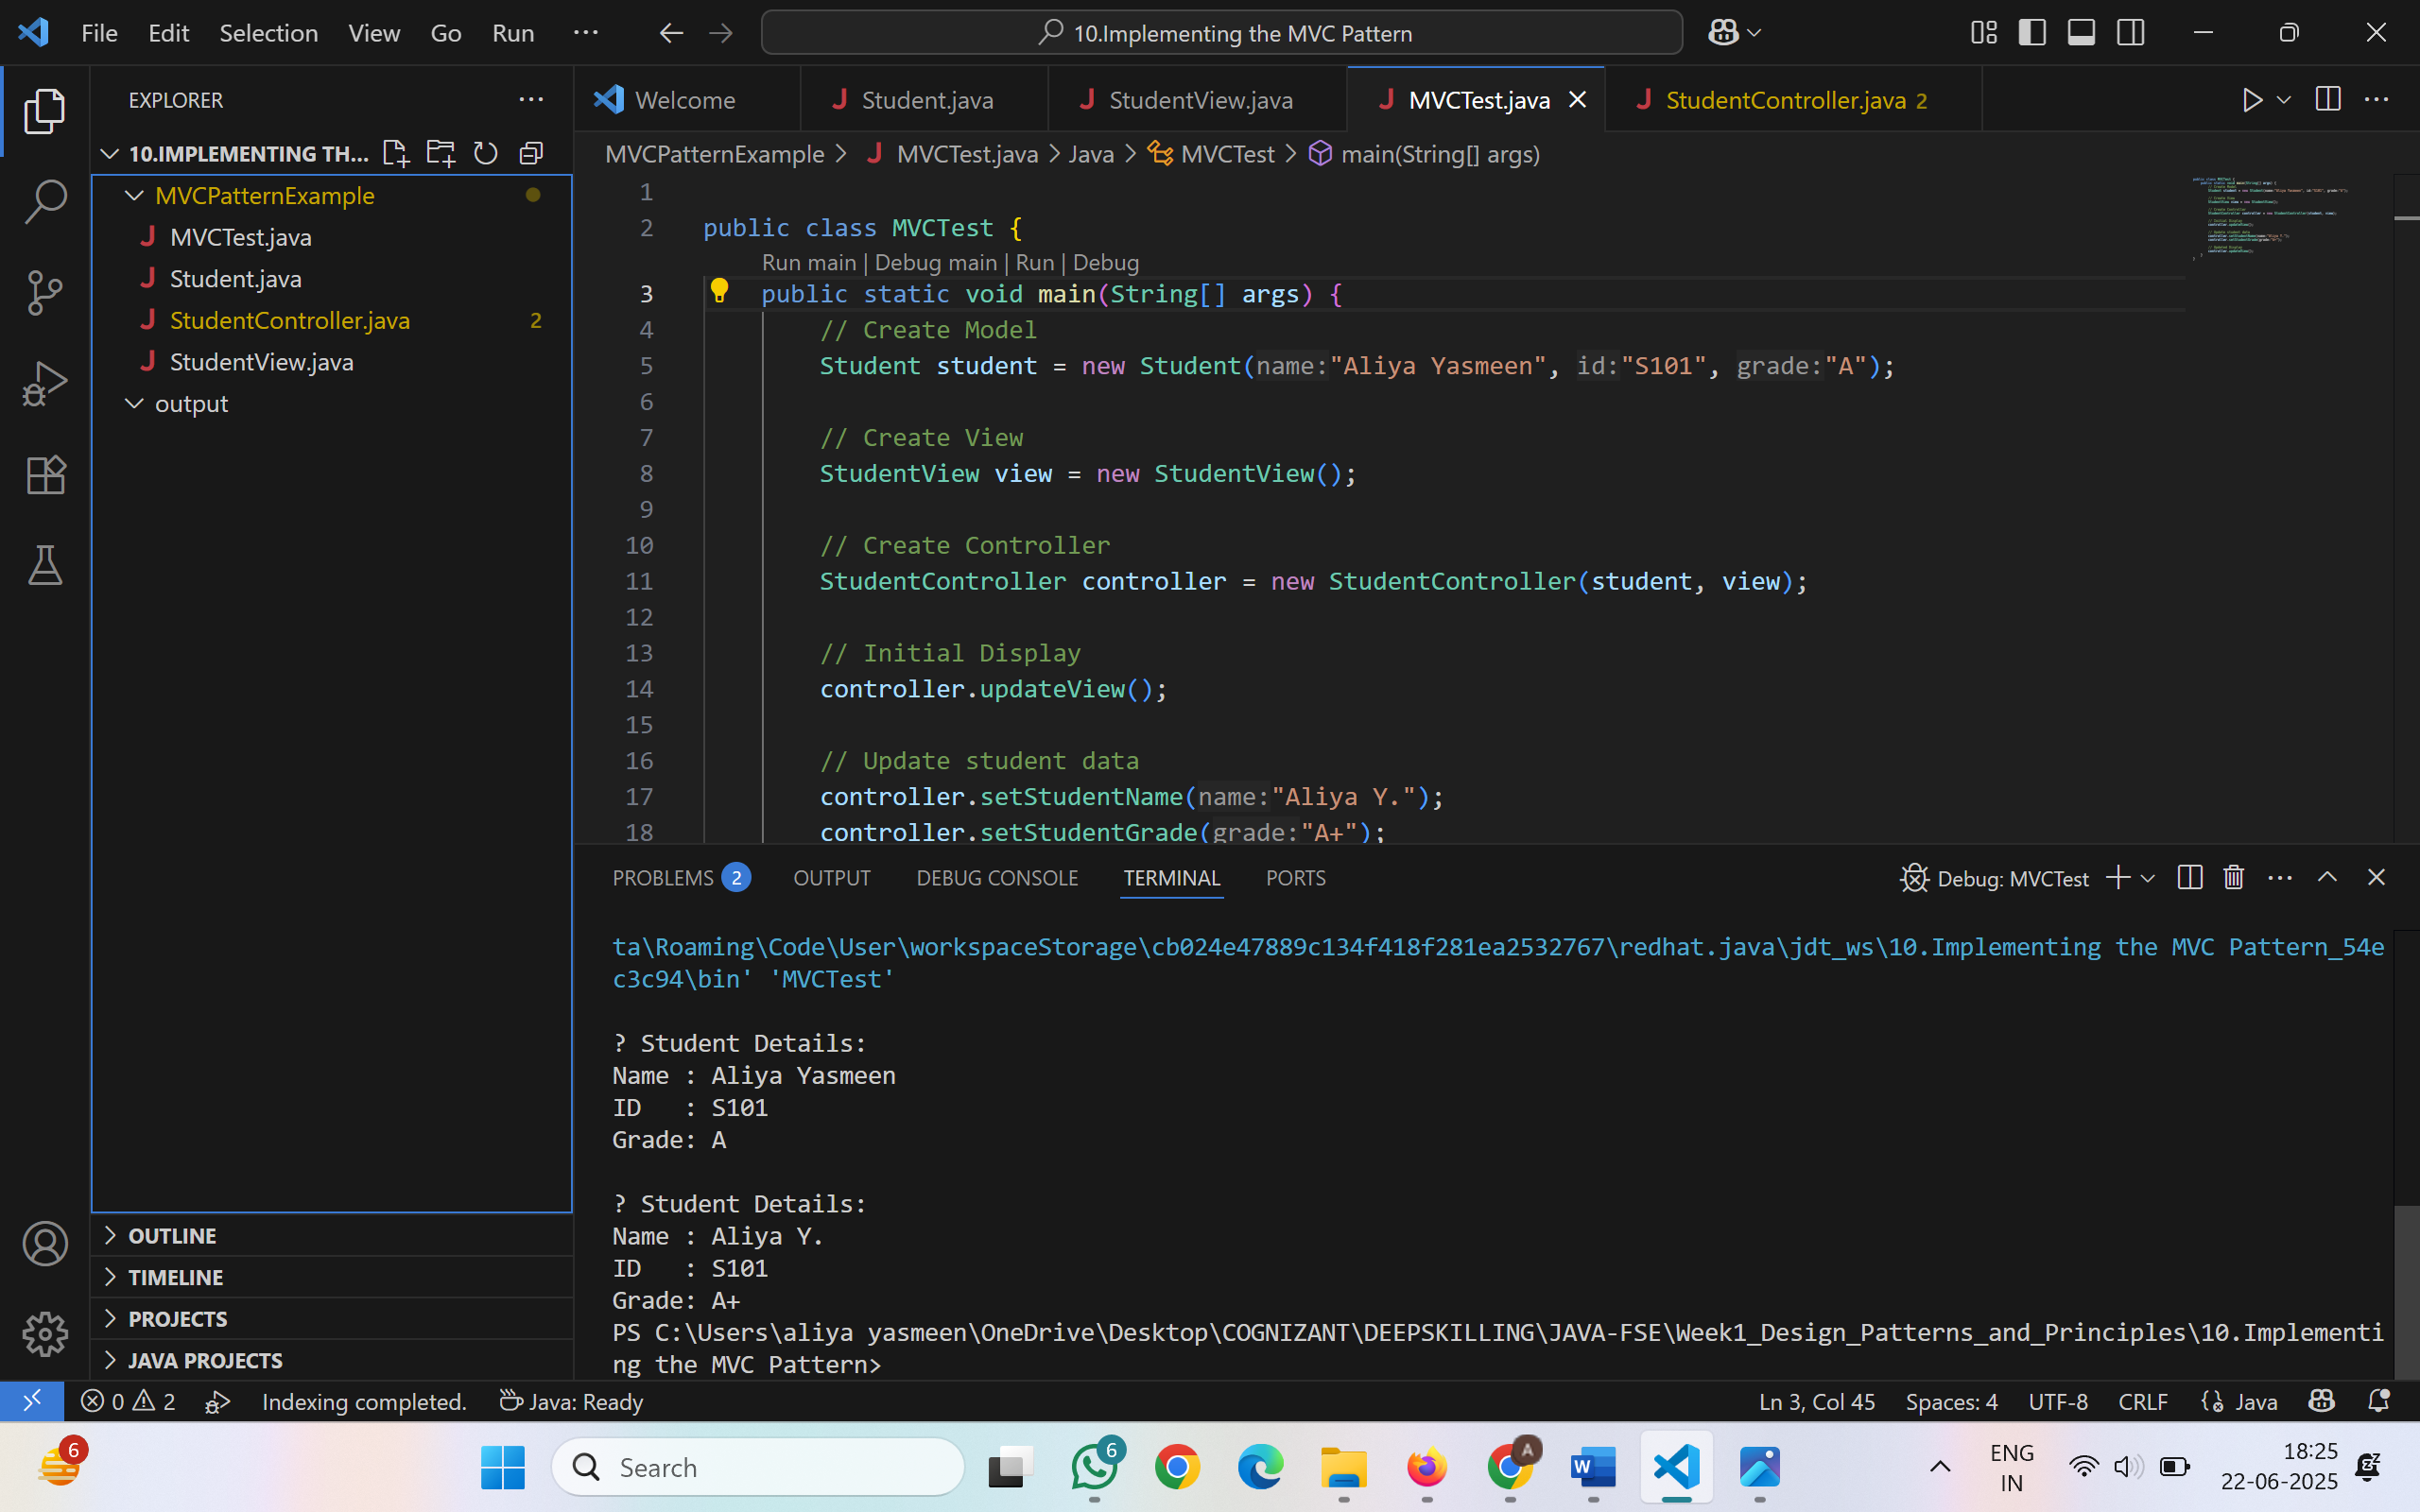 File Edit Selection View Go Run ··· 10.Implementing the MVC Pattern
EXPLORER
10.IMPLEMENTING TH...
MVCPatternExample
MVCTest.java
Student.java
StudentController.java 2
StudentView.java
output
OUTLINE
TIMELINE
PROJECTS
JAVA PROJECTS
Welcome Student.java StudentView.java MVCTest.java StudentController.java 2
MVCPatternExample > MVCTest.java > Java > MVCTest > main(String[] args)
1
2 public class MVCTest {
Run main | Debug main | Run | Debug
3 public static void main(String[] args) {
4 // Create Model
5 Student student = new Student(name:"Aliya Yasmeen", id:"S101", grade:"A");
6
7 // Create View
8 StudentView view = new StudentView();
9
10 // Create Controller
11 StudentController controller = new StudentController(student, view);
12
13 // Initial Display
14 controller.updateView();
15
16 // Update student data
17 controller.setStudentName(name:"Aliya Y.");
18 controller.setStudentGrade(grade:"A+");
PROBLEMS 2 OUTPUT DEBUG CONSOLE TERMINAL PORTS Debug: MVCTest
ta\Roaming\Code\User\workspaceStorage\cb024e47889c134f418f281ea2532767\redhat.java\jdt_ws\10.Implementing the MVC Pattern_54e
c3c94\bin' 'MVCTest'
? Student Details:
Name : Aliya Yasmeen
ID   : S101
Grade: A
? Student Details:
Name : Aliya Y.
ID   : S101
Grade: A+
PS C:\Users\aliya yasmeen\OneDrive\Desktop\COGNIZANT\DEEPSKILLING\JAVA-FSE\Week1_Design_Patterns_and_Principles\10.Implementi
ng the MVC Pattern>
0 2 Indexing completed. Java: Ready Ln 3, Col 45 Spaces: 4 UTF-8 CRLF Java
6 Search 6 A W ENG
IN 18:25
22-06-2025